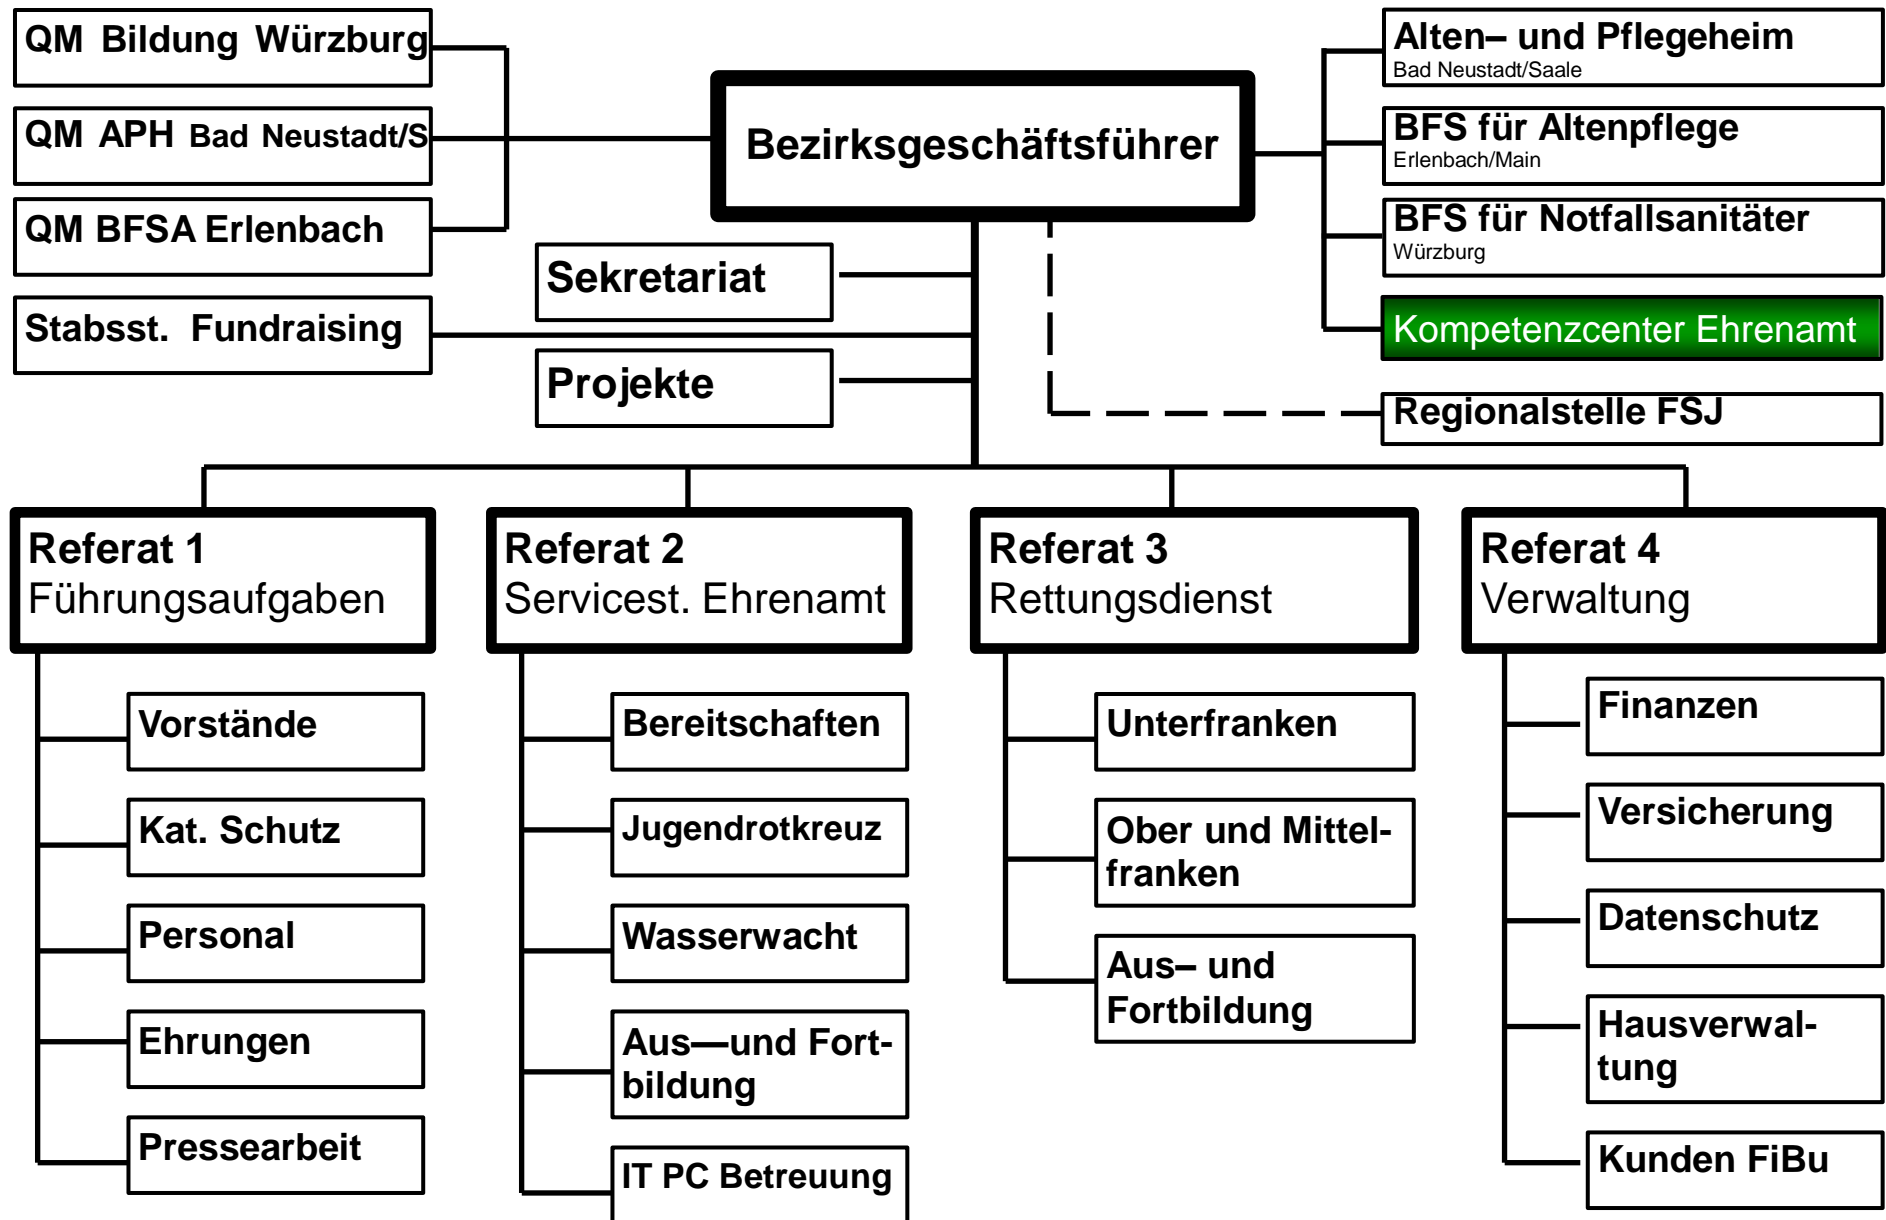 QM Bildung Würzburg
QM APH Bad Neustadt/S
QM BFSA Erlenbach
Stabsst. Fundraising
Bezirksgeschäftsführer
Sekretariat
Projekte
Alten– und Pflegeheim
Bad Neustadt/Saale
BFS für Altenpflege
Erlenbach/Main
BFS für Notfallsanitäter
Würzburg
Kompetenzcenter Ehrenamt
Regionalstelle FSJ
Referat 1
Führungsaufgaben
Vorstände
Kat. Schutz
Personal
Ehrungen
Pressearbeit
Referat 2
Servicest. Ehrenamt
Bereitschaften
Jugendrotkreuz
Wasserwacht
Aus—und Fort-
bildung
IT PC Betreuung
Referat 3
Rettungsdienst
Unterfranken
Ober und Mittel-
franken
Aus– und
Fortbildung
Referat 4
Verwaltung
Finanzen
Versicherung
Datenschutz
Hausverwal-
tung
Kunden FiBu